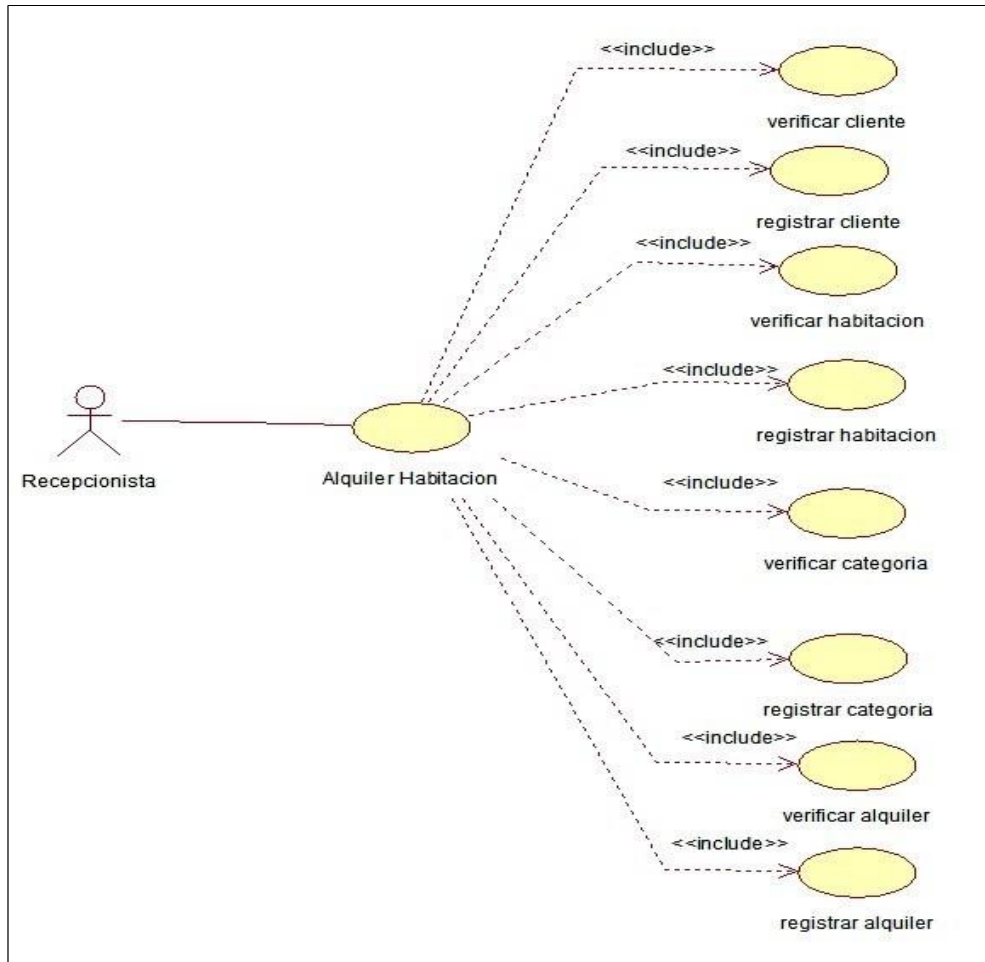 <<include>>
verificar cliente
<<include>>
registrar cliente
<<include>>
verificar habitacion
<<include>>
registrar habitacion
Recepcionista
Alquiler Habitacion
<<include>>
verificar categoria
<<include>>
registrar categoria
<<include>>
verificar alquiler
<<include>>
registrar alquiler